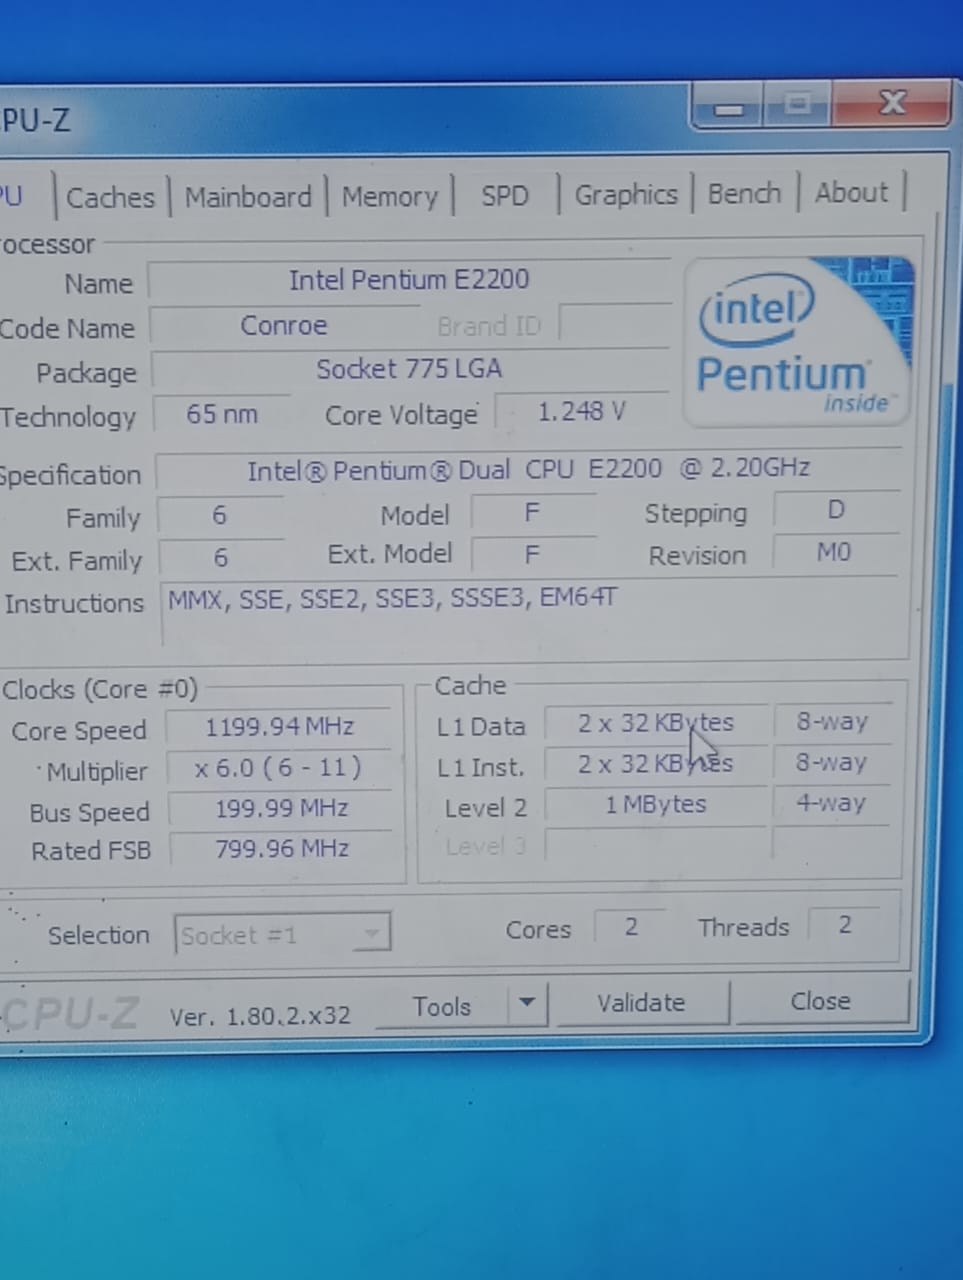 PU-Z
PU Caches Mainboard Memory SPD Graphics Bench About
ocessor
Name Intel Pentium E2200
Code Name Conroe Brand ID
Package Socket 775 LGA
Technology 65 nm Core Voltage 1.248 V
intel
Pentium
inside
Specification Intel® Pentium® Dual CPU E2200 @ 2.20GHz
Family 6 Model F Stepping D
Ext. Family 6 Ext. Model F Revision M0
Instructions MMX, SSE, SSE2, SSE3, SSSE3, EM64T
Clocks (Core #0)
Core Speed 1199.94 MHz
Multiplier x 6.0 ( 6 - 11 )
Bus Speed 199.99 MHz
Rated FSB 799.96 MHz
Cache
L1 Data 2 x 32 KBytes 8-way
L1 Inst. 2 x 32 KBytes 8-way
Level 2 1 MBytes 4-way
Level 3
Selection Socket #1 Cores 2 Threads 2
CPU-Z Ver. 1.80.2.x32 Tools Validate Close